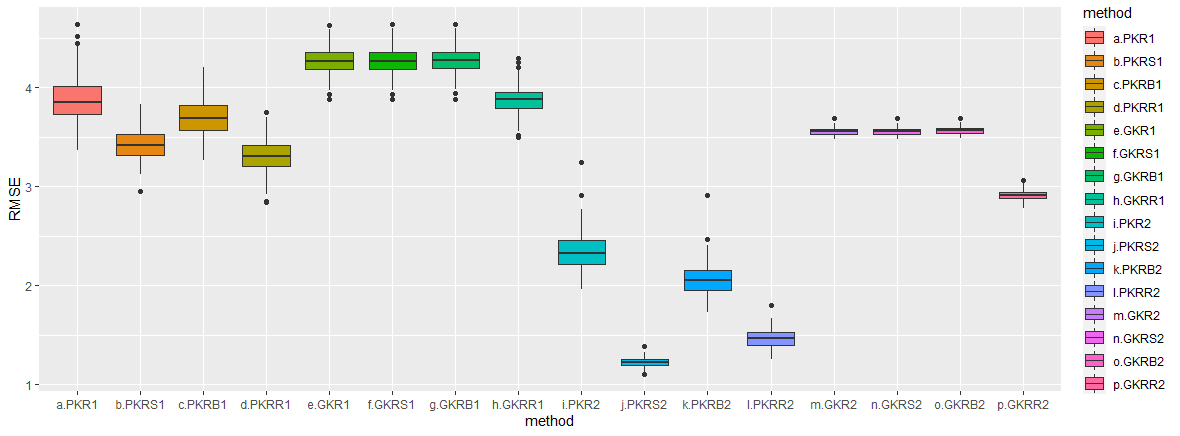 RMSE
4
3
2
1
a.PKR1 b.PKRS1 c.PKRB1 d.PKRR1 e.GKR1 f.GKRS1 g.GKRB1 h.GKRR1 i.PKR2 j.PKRS2 k.PKRB2 l.PKRR2 m.GKR2 n.GKRS2 o.GKRB2 p.GKRR2
method
method
a.PKR1
b.PKRS1
c.PKRB1
d.PKRR1
e.GKR1
f.GKRS1
g.GKRB1
h.GKRR1
i.PKR2
j.PKRS2
k.PKRB2
l.PKRR2
m.GKR2
n.GKRS2
o.GKRB2
p.GKRR2